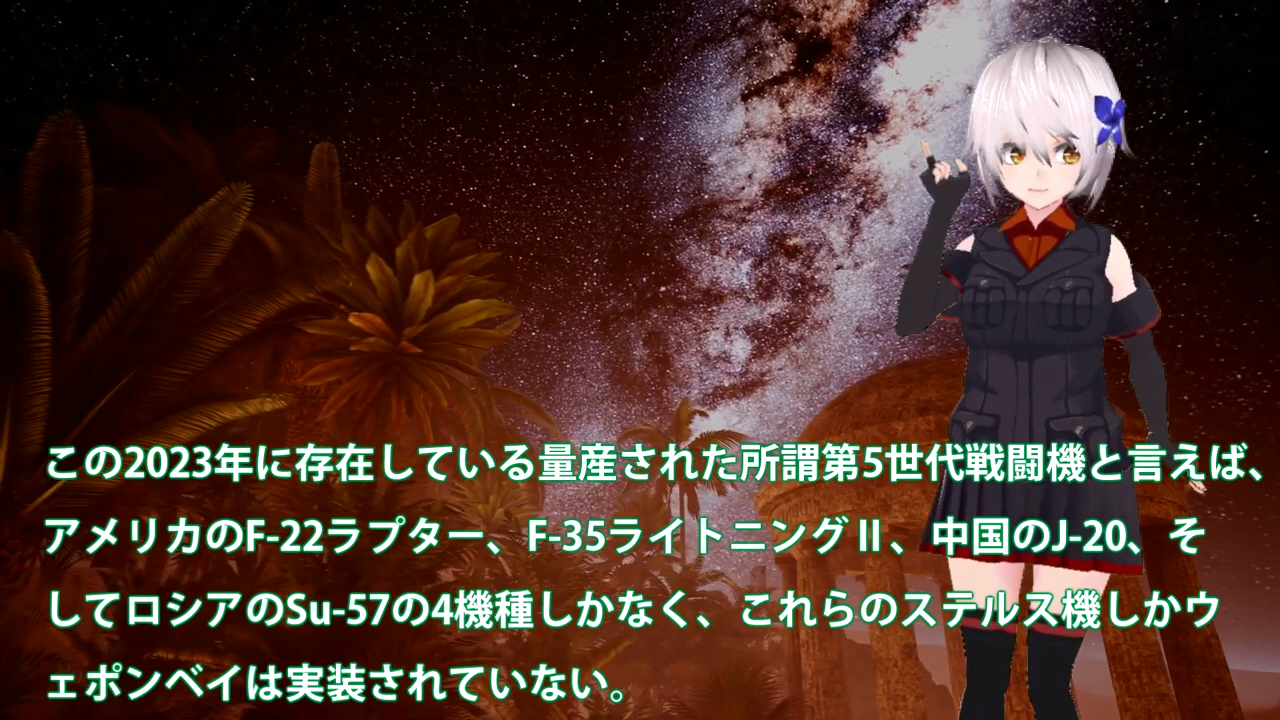 この2023年に存在している量産された所謂第5世代戦闘機と言えば、
アメリカのF-22ラプター、F-35ライトニングⅡ、中国のJ-20、そ
してロシアのSu-57の4機種しかなく、これらのステルス機しかウ
ェポンベイは実装されていない。